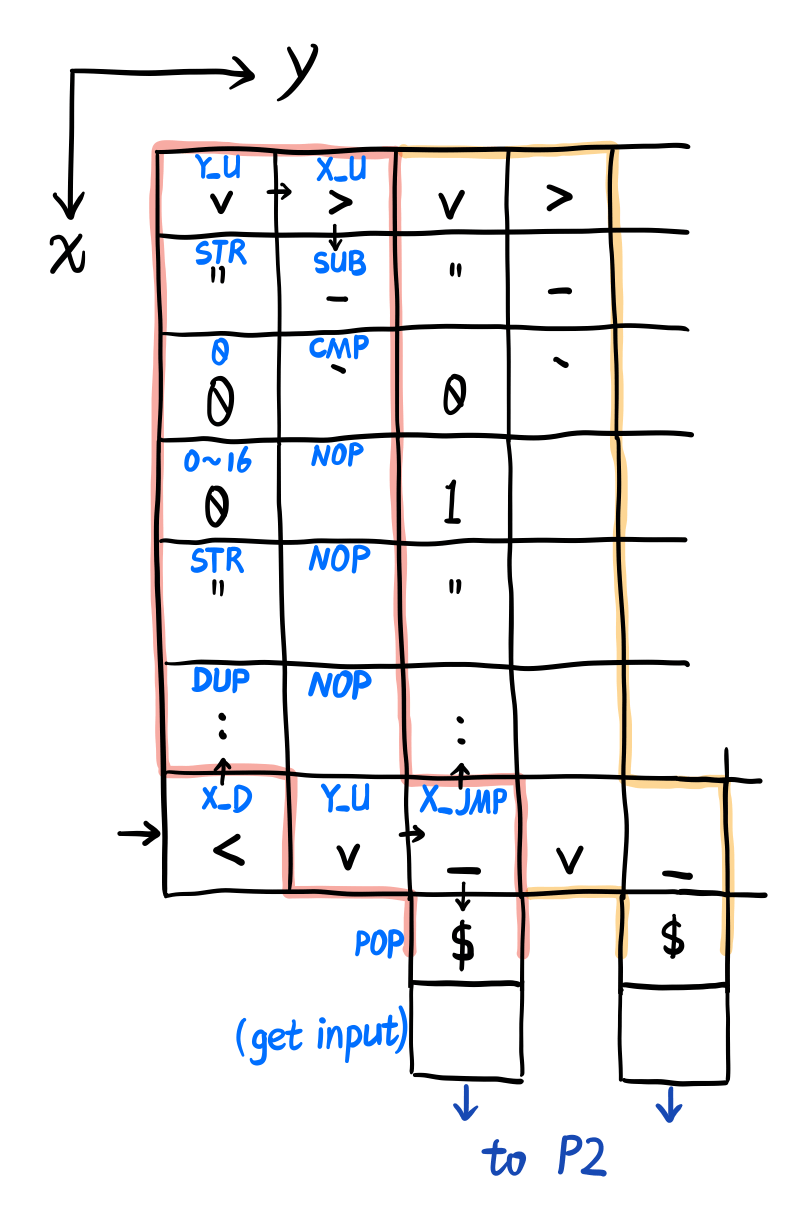 y
x
Y_U X_U
v → > v >
STR SUB
" - " -
0 CMP
0 ` 0 `
0~16 NOP
0 1
STR NOP
" "
DUP NOP
: :
X_D Y_U X_JMP
< v _ v _
POP $ $
(get input)
to P2